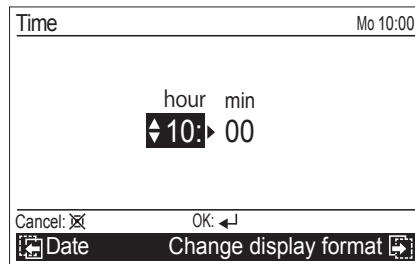 Time Mo 10:00
hour min
10: 00
Cancel: OK:
Date Change display format